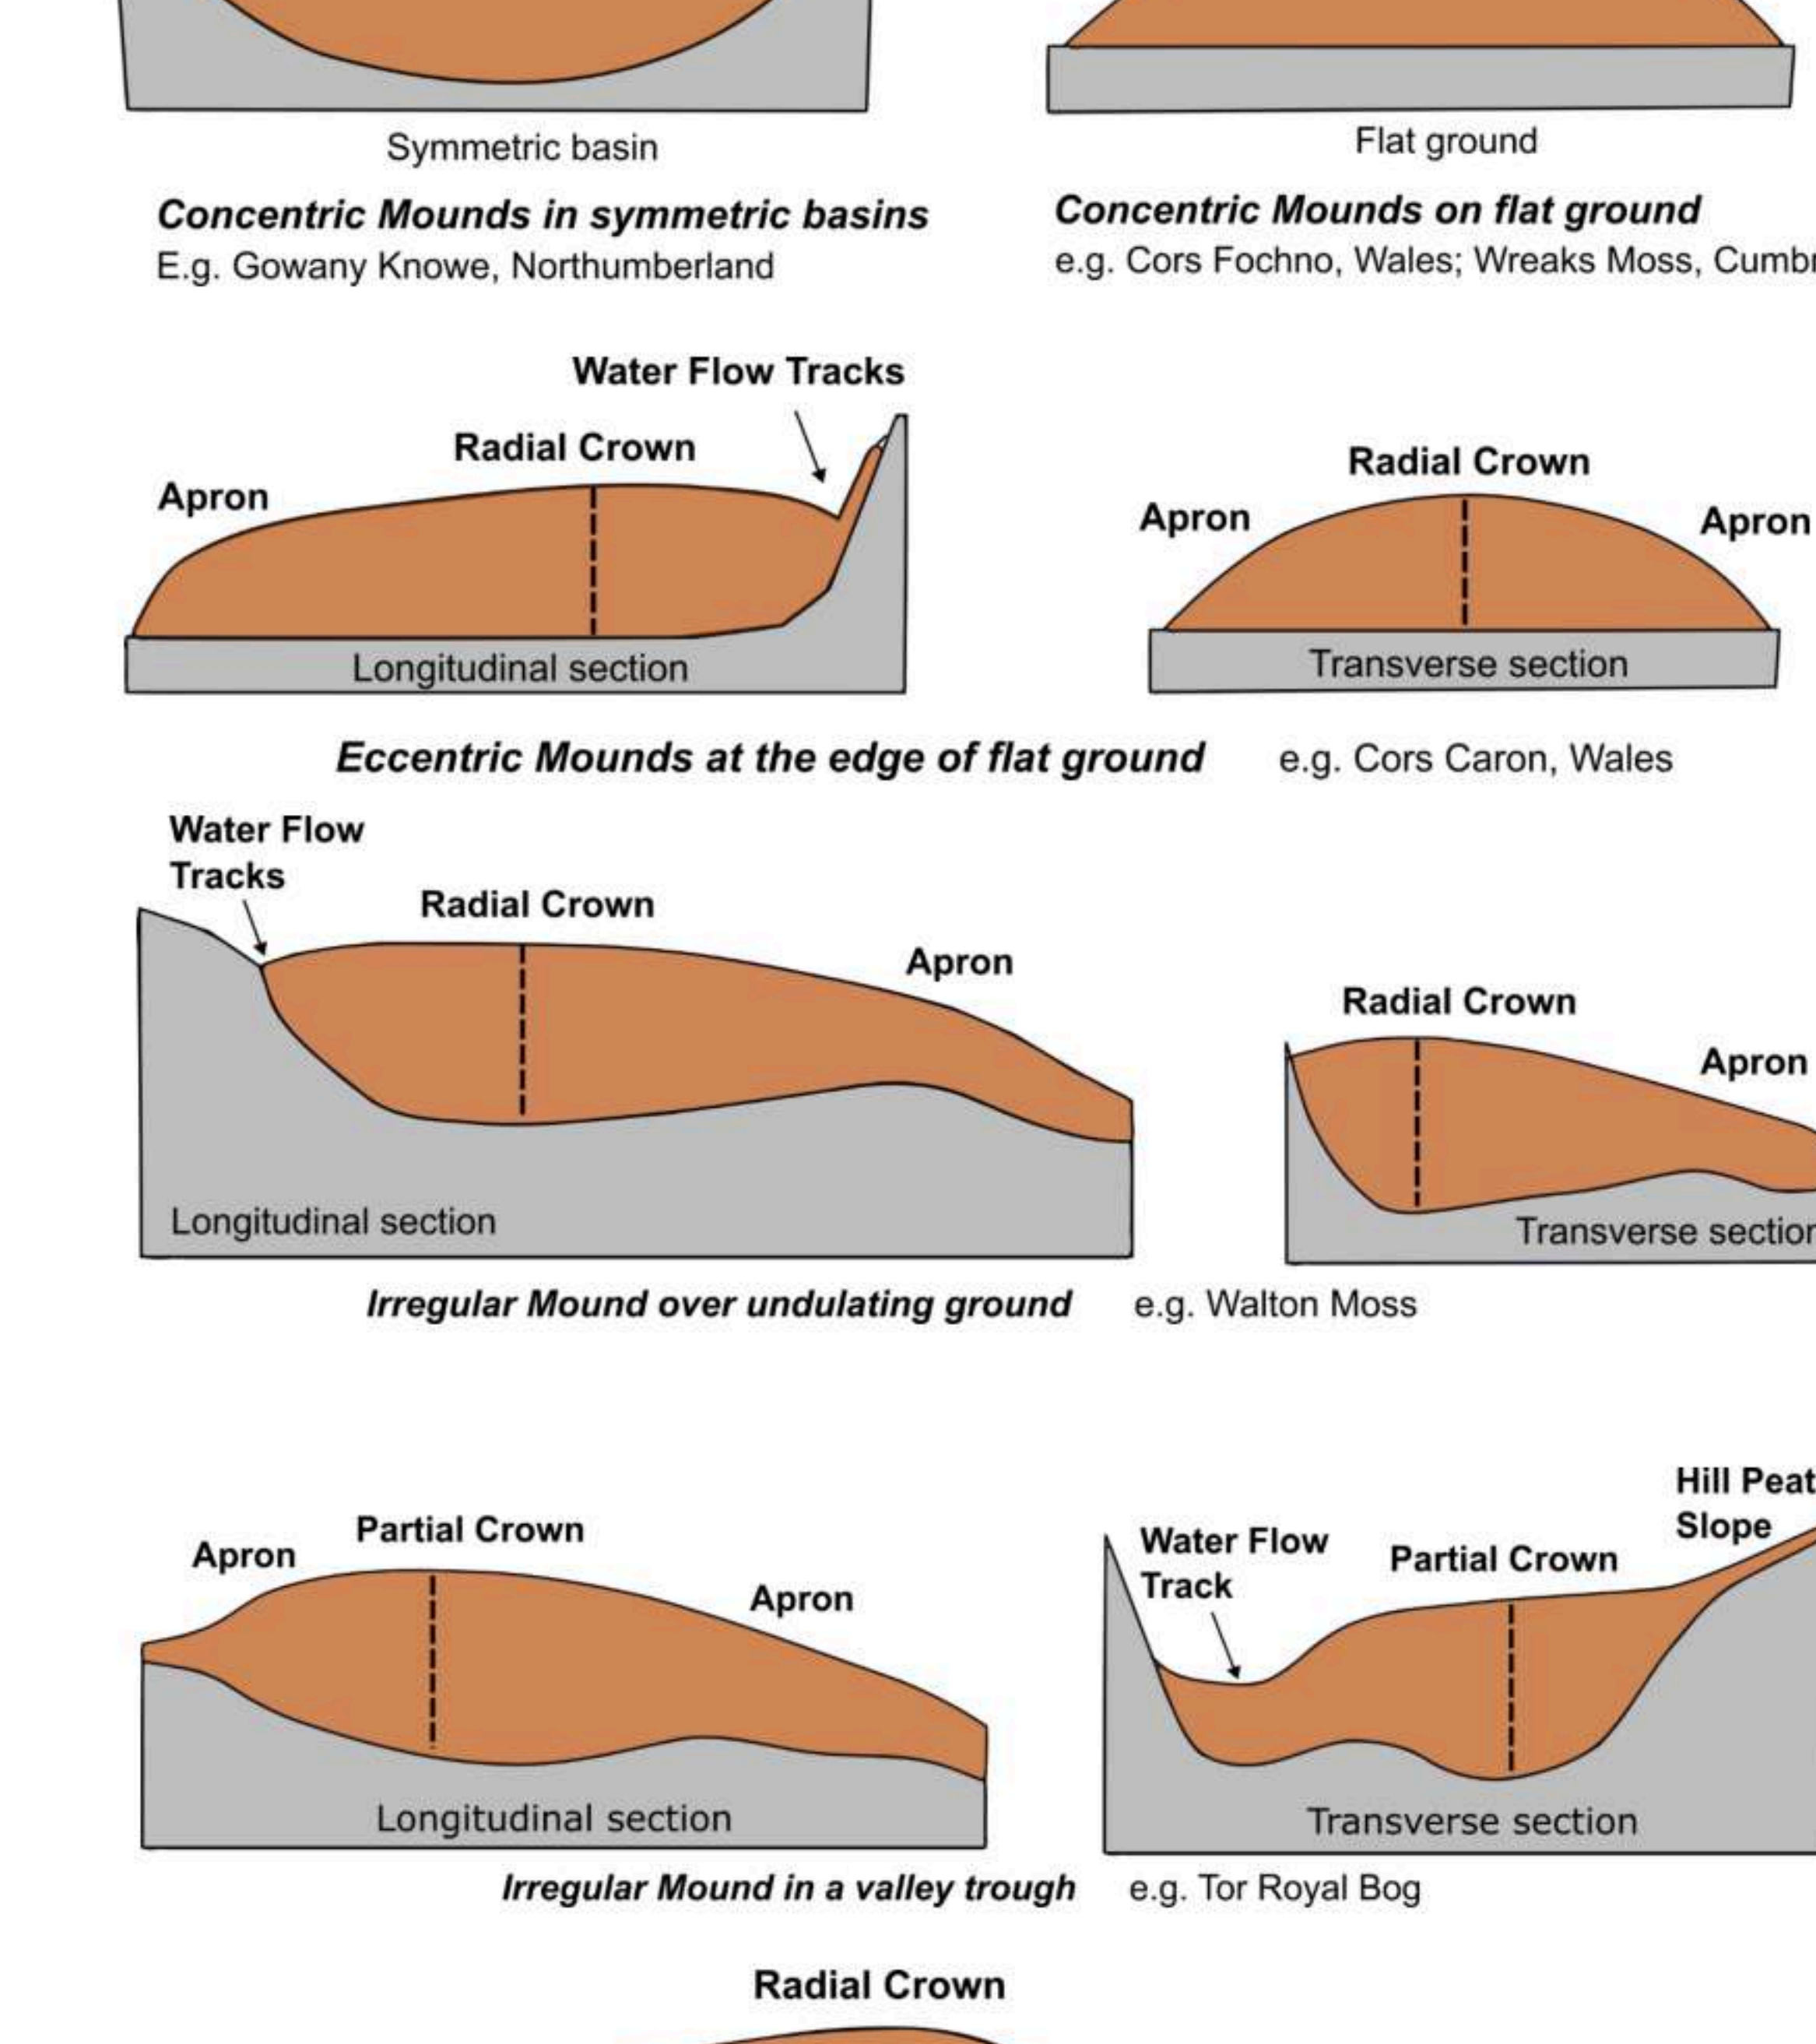 Symmetric basin
Flat ground
Concentric Mounds in symmetric basins
E.g. Gowany Knowe, Northumberland
Concentric Mounds on flat ground
e.g. Cors Fochno, Wales; Wreaks Moss,
Water Flow Tracks
Radial Crown
Apron
Longitudinal section
Radial Crown
Apron
Apron
Transverse section
Eccentric Mounds at the edge of flat ground
e.g. Cors Caron, Wales
Water Flow
Tracks
Radial Crown
Apron
Longitudinal section
Radial Crown
Apron
Transverse section
Irregular Mound over undulating ground
e.g. Walton Moss
Apron
Partial Crown
Apron
Longitudinal section
Water Flow
Track
Partial Crown
Hill Peat
Slope
Transverse section
Irregular Mound in a valley trough
e.g. Tor Royal Bog
Radial Crown